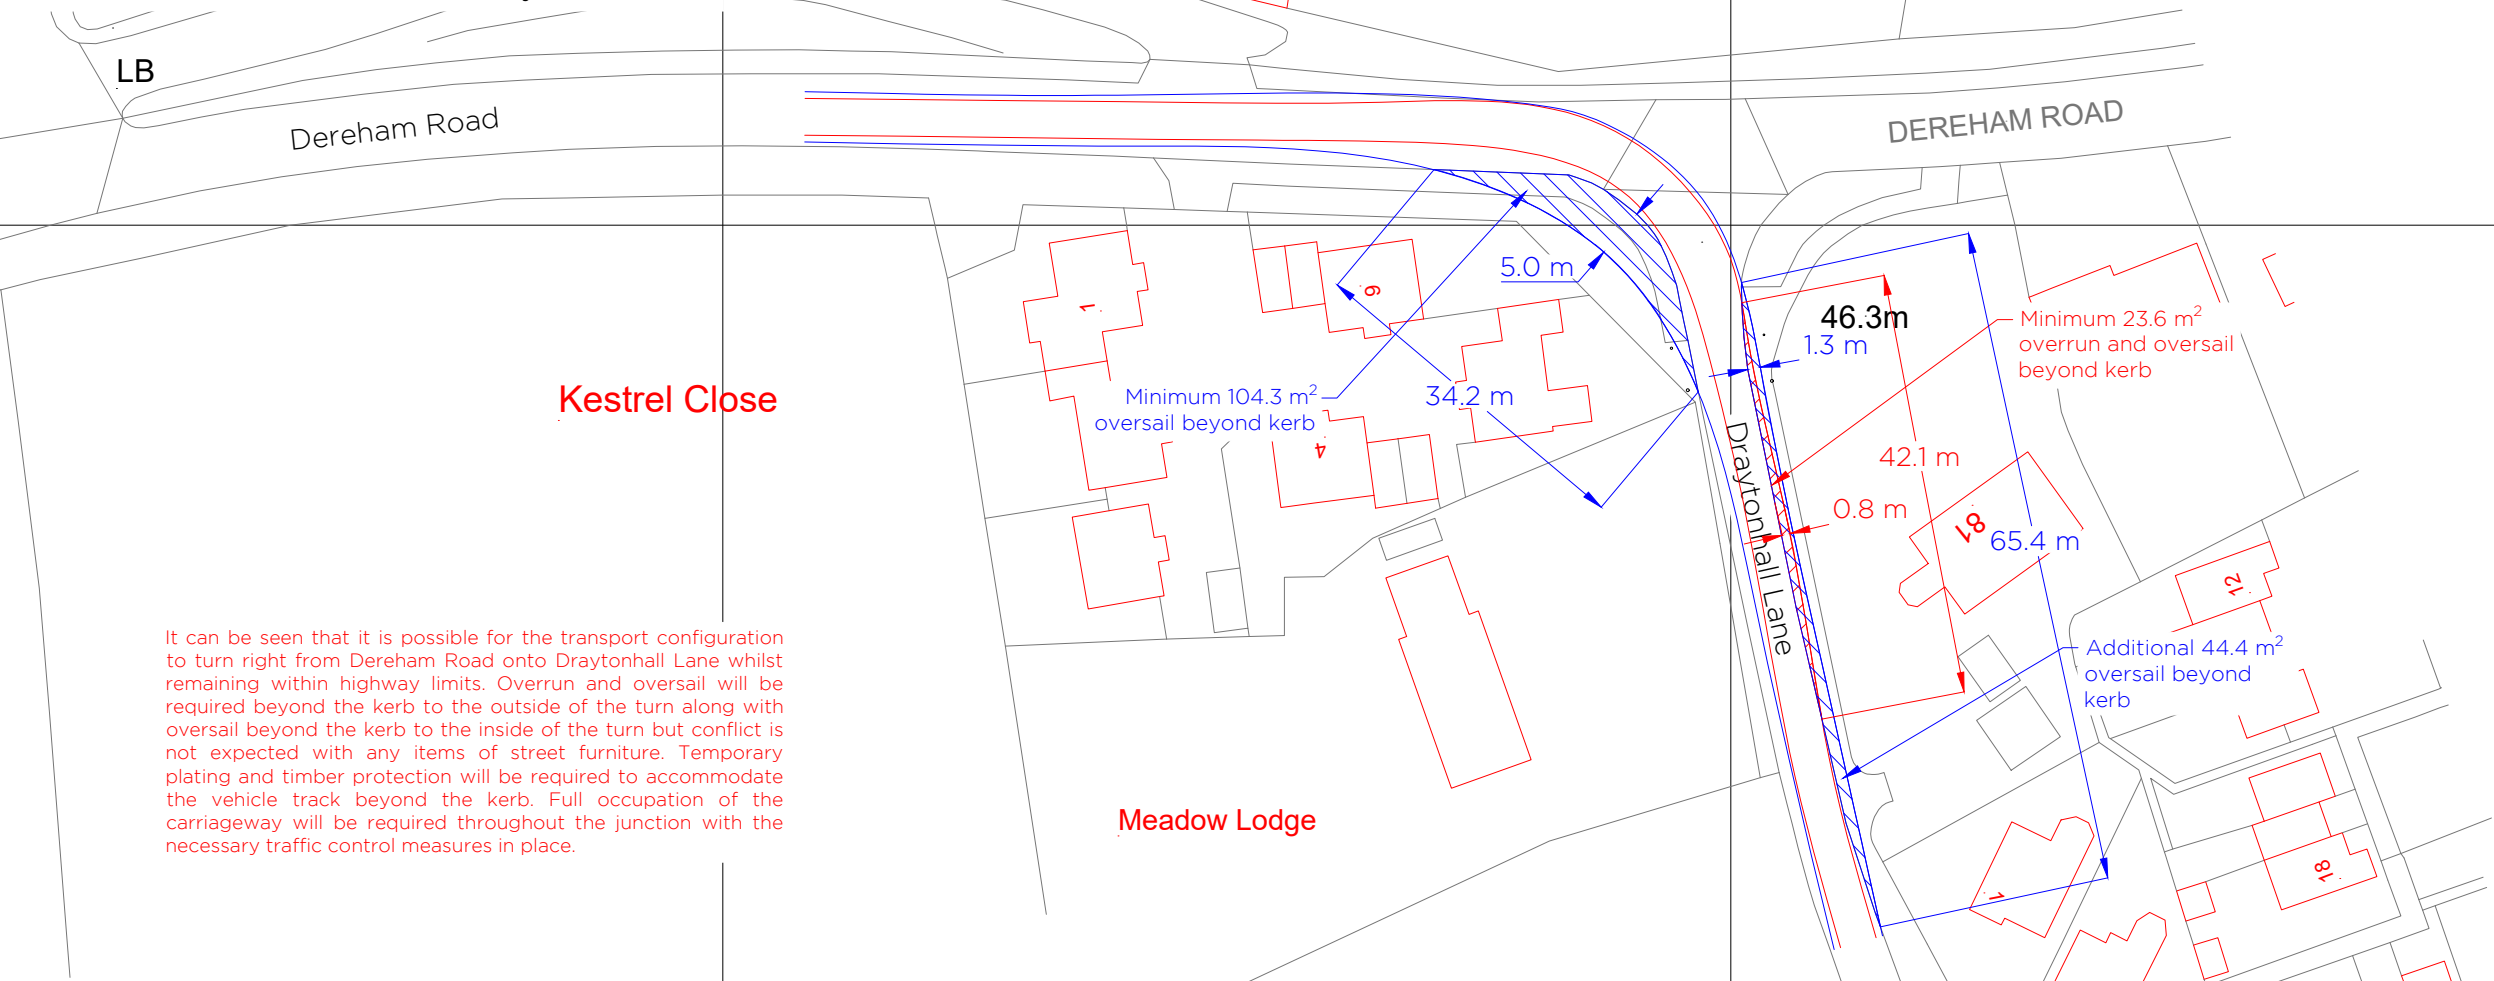 LB
Dereham Road
DEREHAM ROAD
5.0 m
46.3m
1.3 m
Minimum 23.6 m²
overrun and oversail
beyond kerb
1
6
Kestrel Close
Minimum 104.3 m²
oversail beyond kerb
34.2 m
4
42.1 m
Draytonhall Lane
0.8 m
81
65.4 m
12
It can be seen that it is possible for the transport configuration
to turn right from Dereham Road onto Draytonhall Lane whilst
remaining within highway limits. Overrun and oversail will be
required beyond the kerb to the outside of the turn along with
oversail beyond the kerb to the inside of the turn but conflict is
not expected with any items of street furniture. Temporary
plating and timber protection will be required to accommodate
the vehicle track beyond the kerb. Full occupation of the
carriageway will be required throughout the junction with the
necessary traffic control measures in place.
Additional 44.4 m²
oversail beyond
kerb
Meadow Lodge
18
1